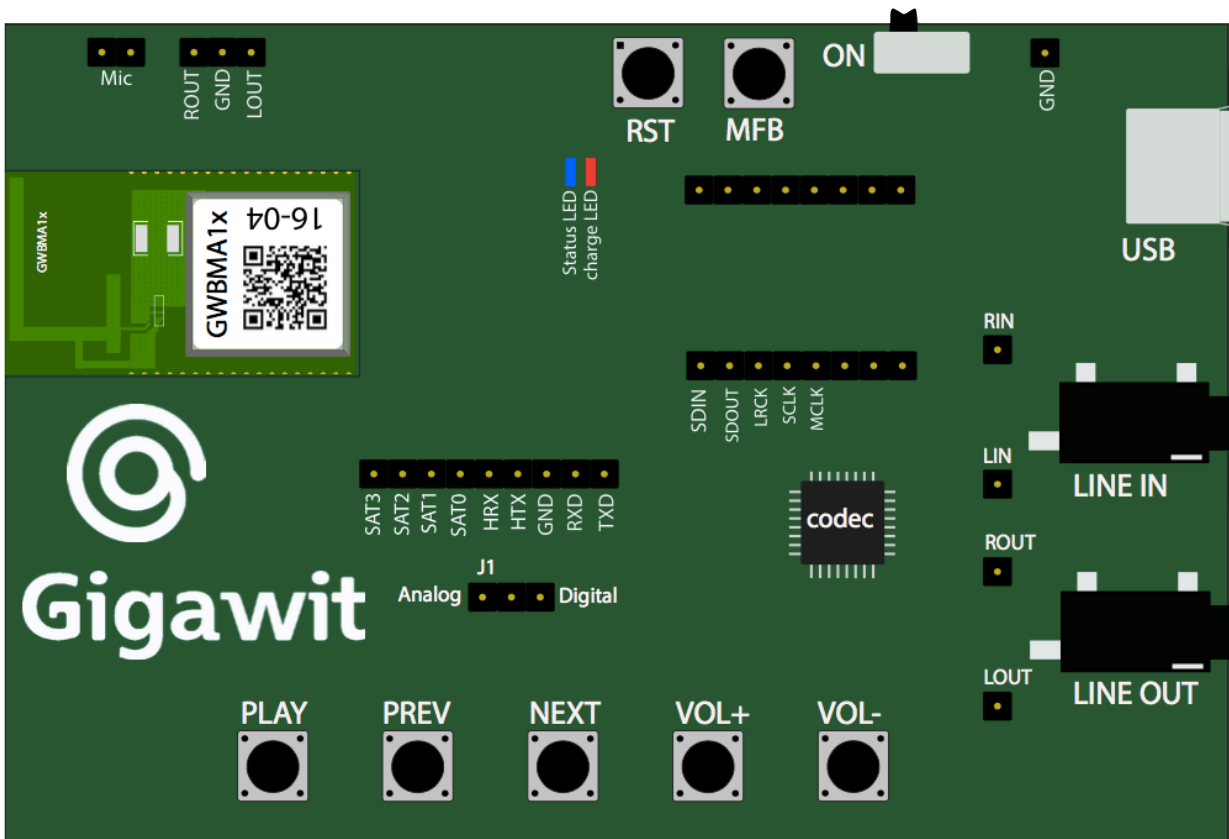 ON
Mic
ROUT
GND
LOUT
GND
RST
MFB
Status LED
charge LED
USB
GWBMA1x
GWBMA1x
16-04
RIN
SDIN
SDOUT
LRCK
SCLK
MCLK
LIN
LINE IN
SAT3
SAT2
SAT1
SAT0
HRX
HTX
GND
RXD
TXD
codec
ROUT
J1
Analog
Digital
Gigawit
LOUT
LINE OUT
PLAY
PREV
NEXT
VOL+
VOL-